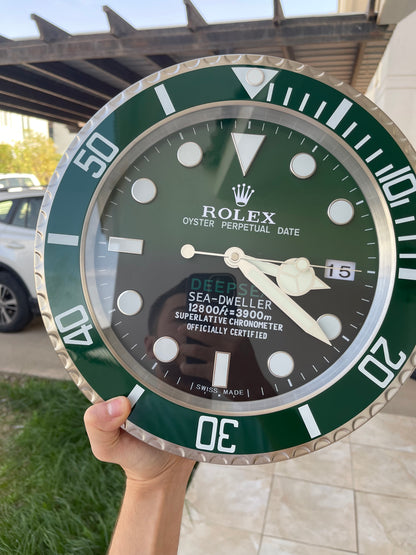 10
ROLEX
OYSTER PERPETUAL DATE
15
DEEPSEA
SEA-DWELLER
12800ft=3900m
SUPERLATIVE CHRONOMETER
OFFICIALLY CERTIFIED
SWISS MADE
20
30
40
50